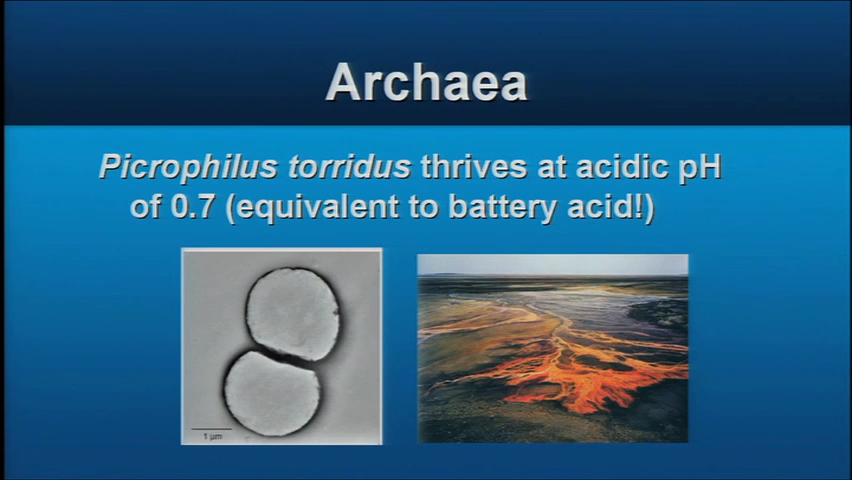 Archaea
Picrophilus torridus thrives at acidic pH
of 0.7 (equivalent to battery acid!)
1 µm